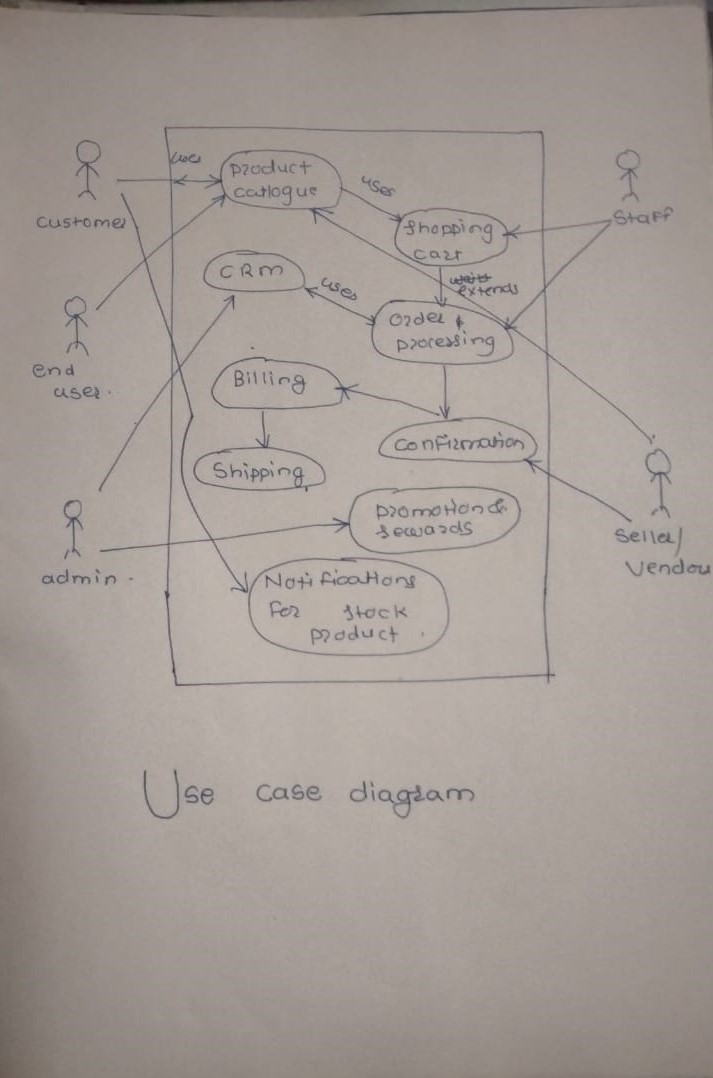 uses
product
catlogue
uses
customer
shopping
cart
Staff
CRM
uses
extends
order &
processing
end
user.
Billing
confirmation
Shipping
promotion &
rewards
admin.
Seller/
Vendor
Notifications
For stock
product.
Use case diagram